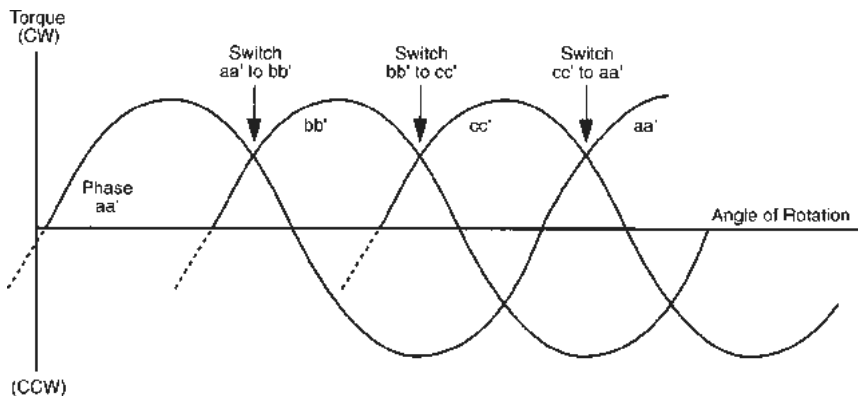 Torque
(CW)
Switch
aa' to bb'
Switch
bb' to cc'
Switch
cc' to aa'
bb'
cc'
aa'
Phase
aa'
Angle of Rotation
(CCW)